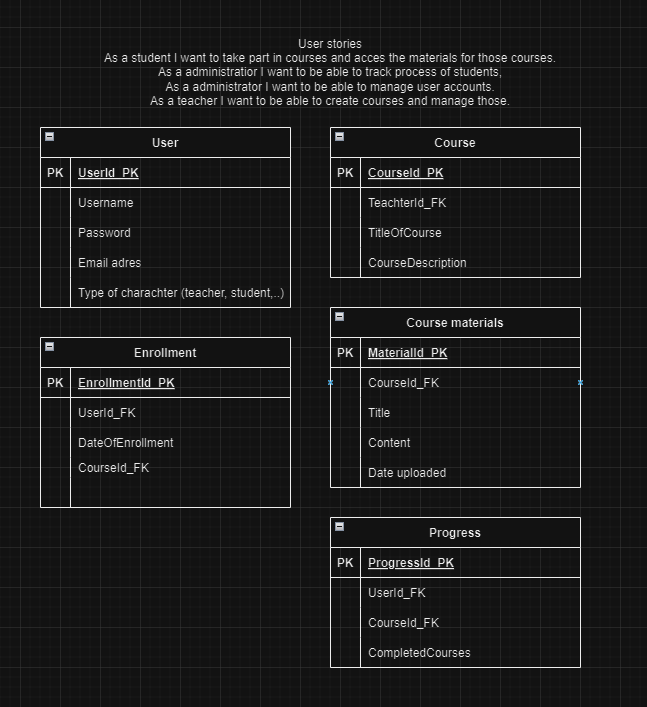 User stories
As a student I want to take part in courses and acces the materials for those courses.
As a administratior I want to be able to track process of students,
As a administrator I want to be able to manage user accounts.
As a teacher I want to be able to create courses and manage those.
User
PK UserId_PK
Username
Password
Email adres
Type of charachter (teacher, student,..)
Course
PK CourseId_PK
TeachterId_FK
TitleOfCourse
CourseDescription
Enrollment
PK EnrollmentId_PK
UserId_FK
DateOfEnrollment
CourseId_FK
Course materials
PK MaterialId_PK
CourseId_FK
Title
Content
Date uploaded
Progress
PK ProgressId_PK
UserId_FK
CourseId_FK
CompletedCourses